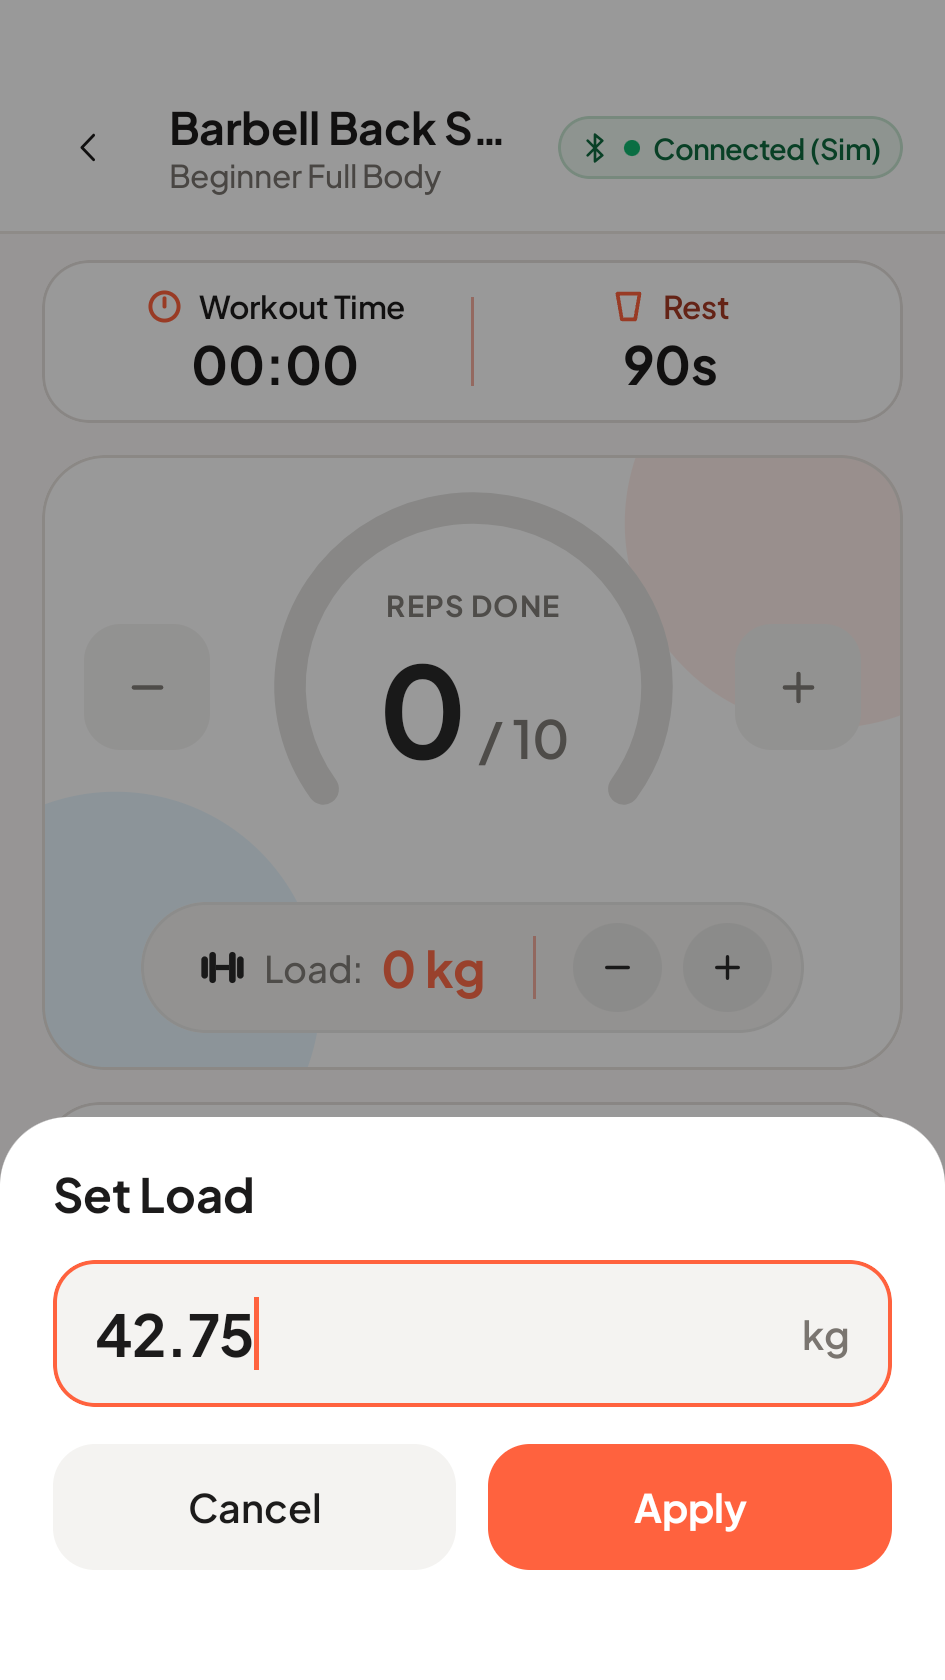 Barbell Back S...
Beginner Full Body
Connected (Sim)
Workout Time
00:00
Rest
90s
REPS DONE
0 / 10
Load: 0 kg
Set Load
42.75 kg
Cancel
Apply